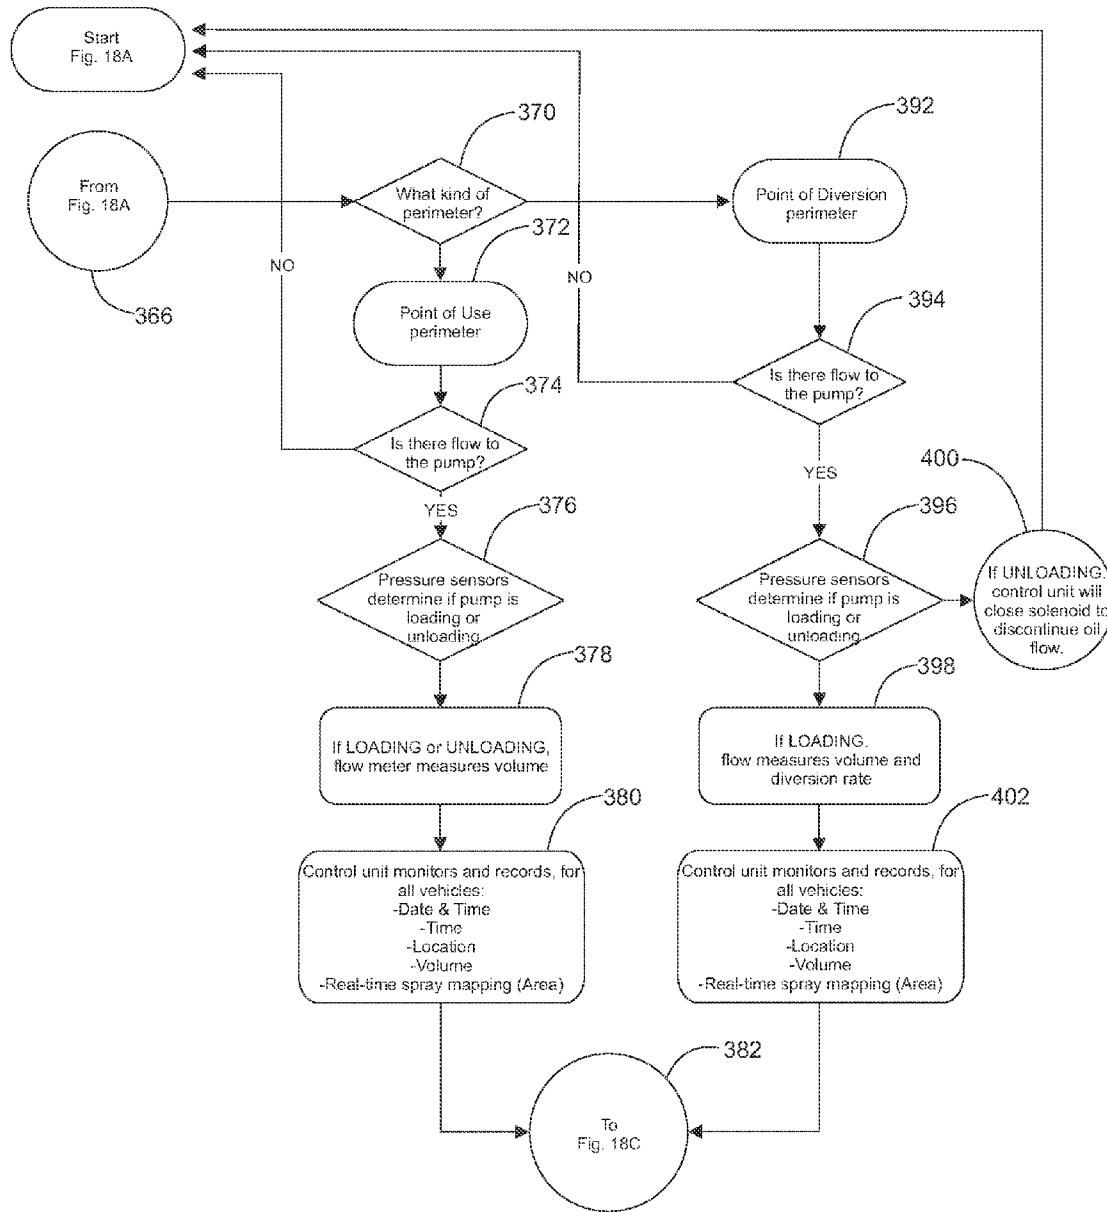 Start
Fig. 18A
370
392
From
Fig. 18A
What kind of
perimeter?
Point of Diversion
perimeter
372
NO
NO
366
Point of Use
perimeter
394
374
Is there flow to
the pump?
Is there flow to
the pump?
YES
400
YES
376
396
Pressure sensors
determine if pump is
loading or
unloading
Pressure sensors
determine if pump is
loading or
unloading
If UNLOADING.
control unit will
close solenoid to
discontinue oil
flow.
378
398
If LOADING or UNLOADING,
flow meter measures volume
If LOADING.
flow measures volume and
diversion rate
380
402
Control unit monitors and records, for
all vehicles:
-Date & Time
-Time
-Location
-Volume
-Real-time spray mapping (Area)
Control unit monitors and records, for
all vehicles:
-Date & Time
-Time
-Location
-Volume
-Real-time spray mapping (Area)
382
To
Fig. 18C